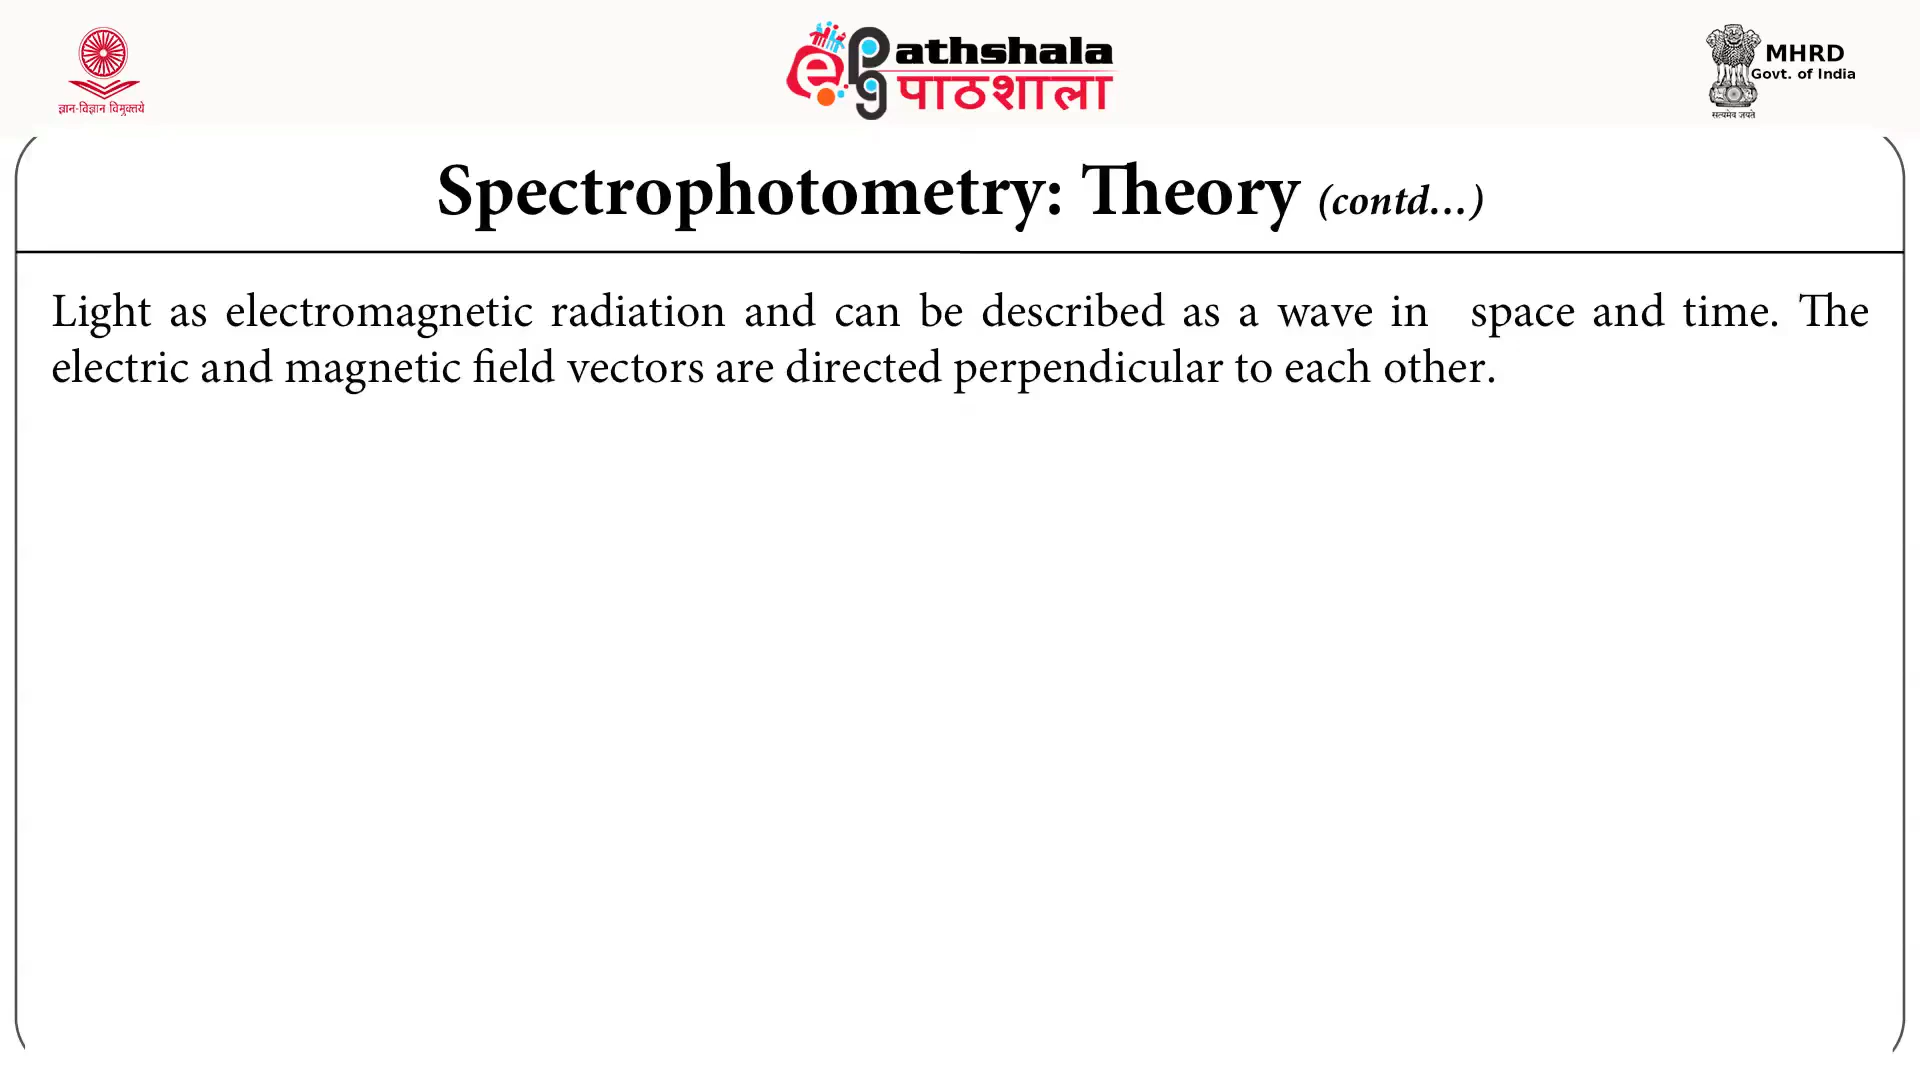 ज्ञान-विज्ञान विमुक्तये
e Pg athshala
पाठशाला
MHRD
Govt. of India
सत्यमेव जयते
Spectrophotometry: Theory (contd...)
Light as electromagnetic radiation and can be described as a wave in space and time. The
electric and magnetic field vectors are directed perpendicular to each other.